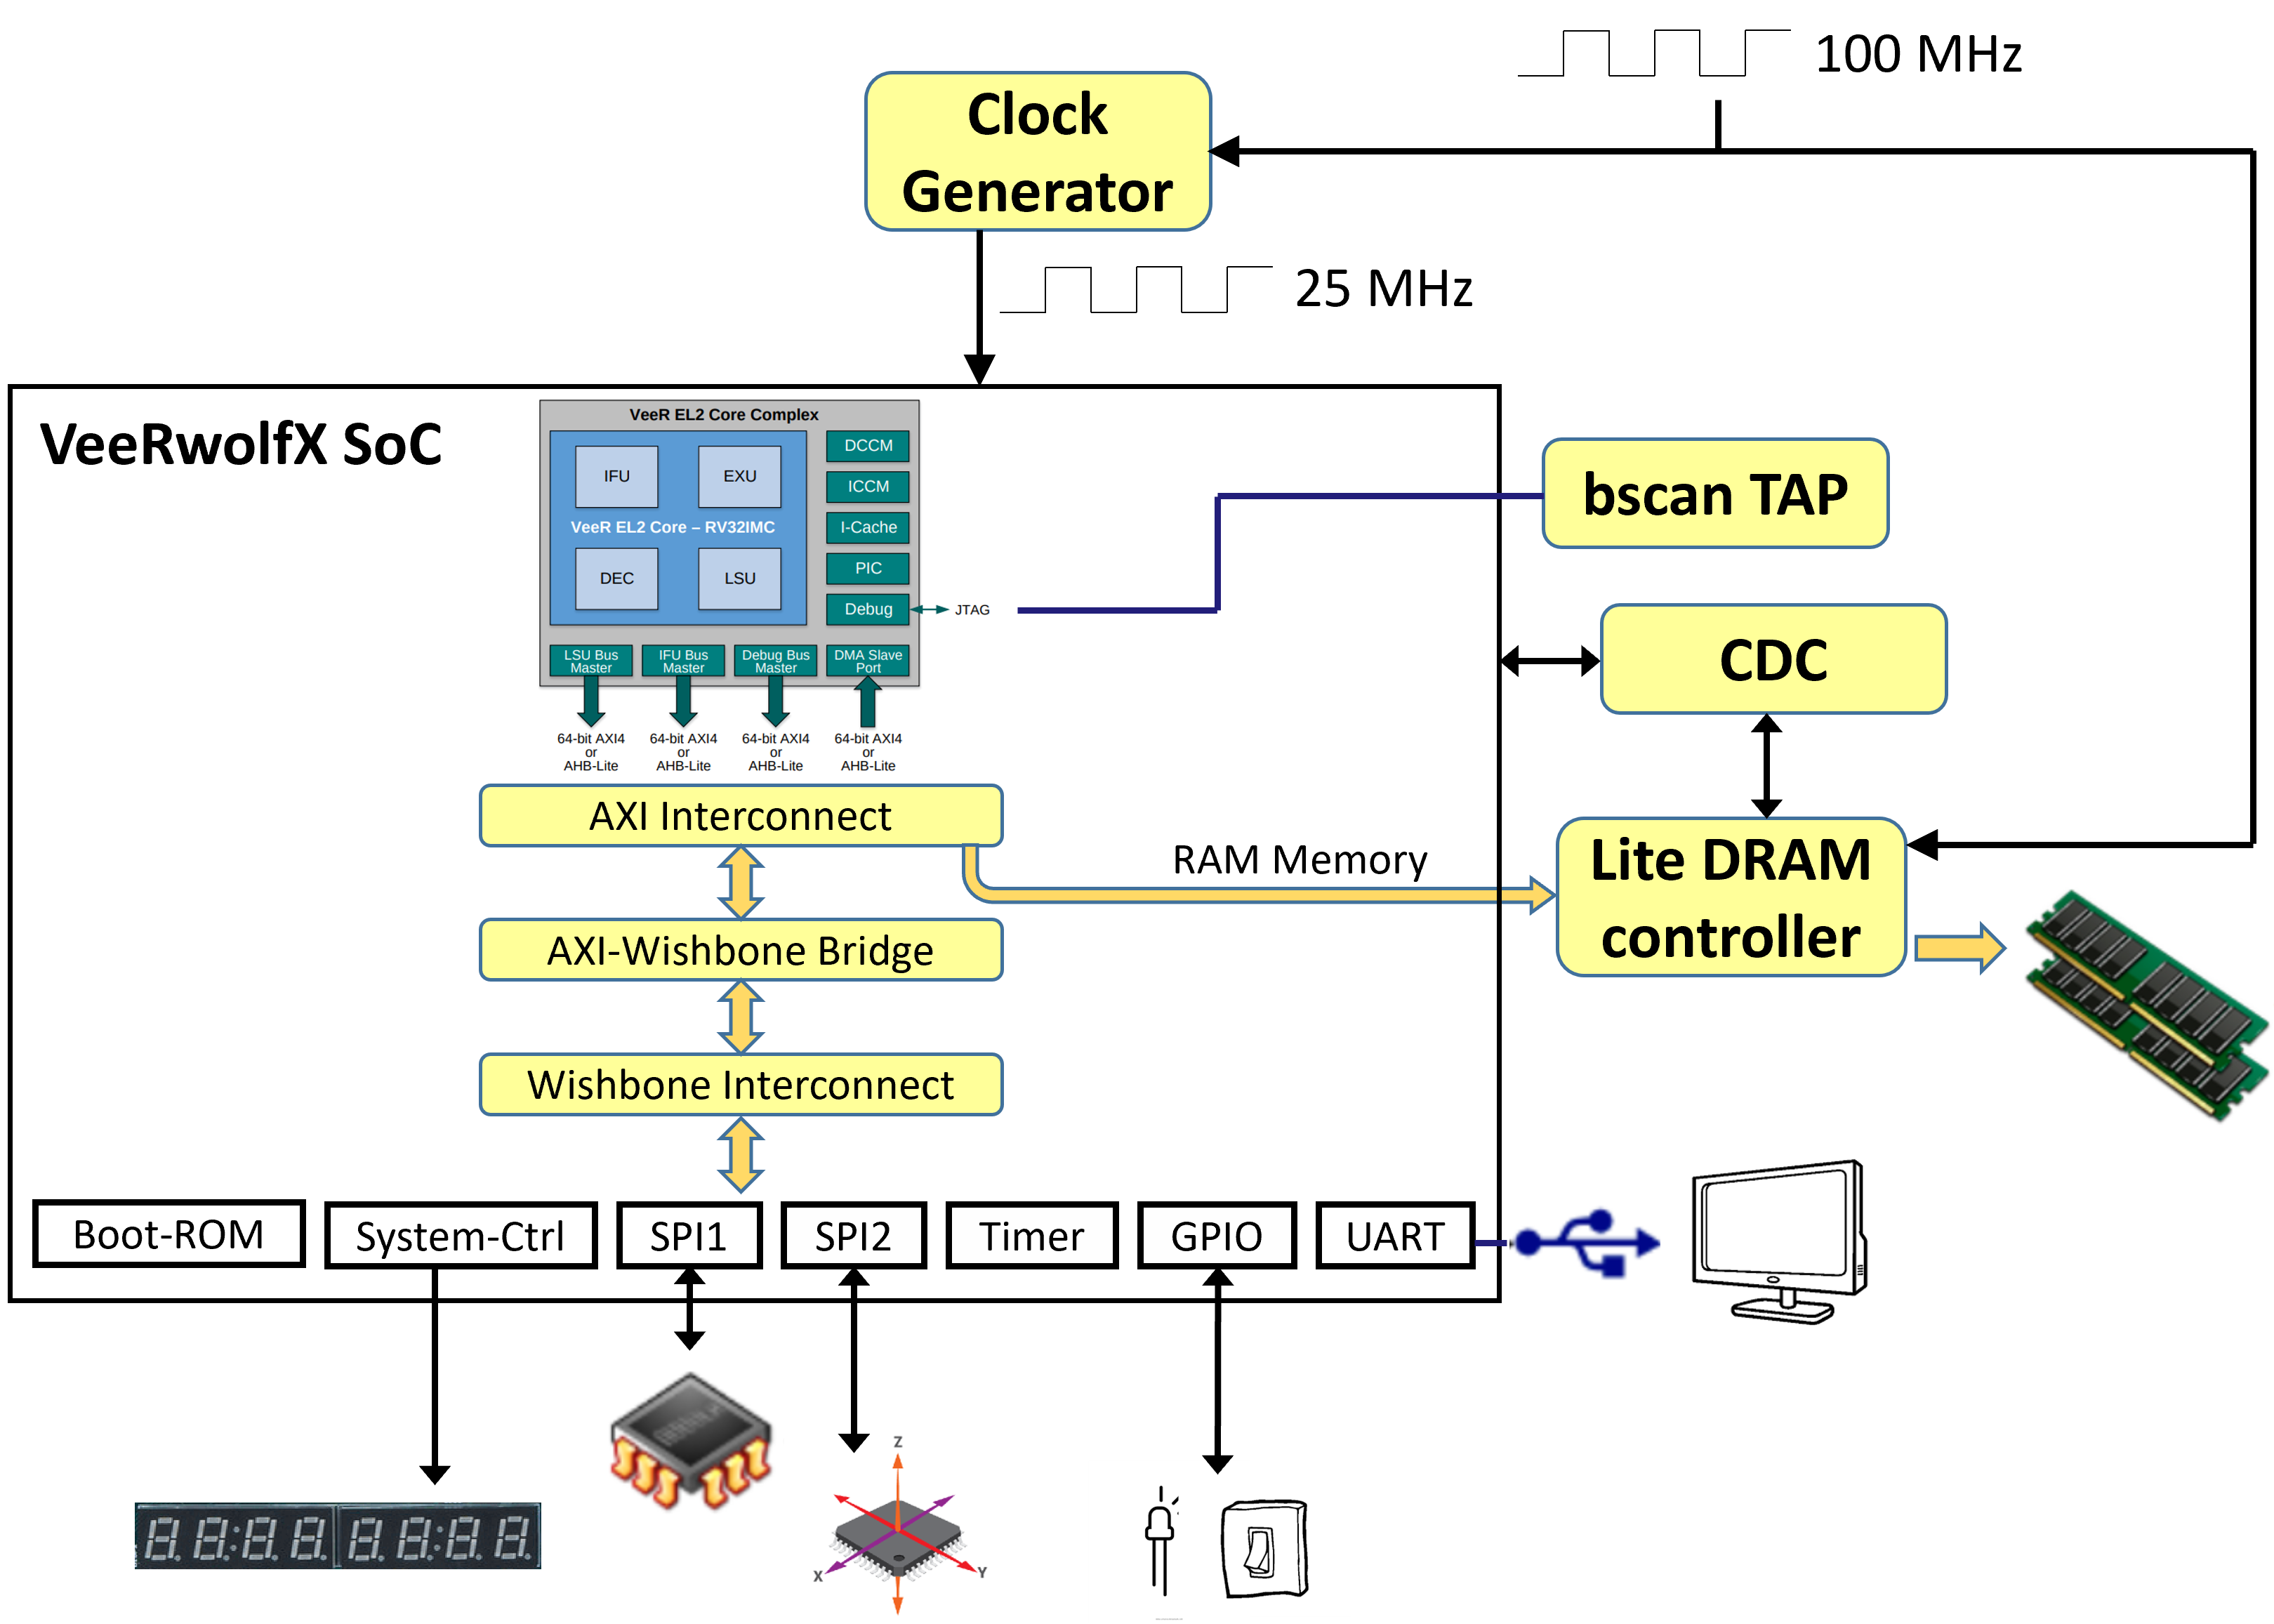 100 MHz
Clock
Generator
25 MHz
VeeRwolfX SoC
VeeR EL2 Core Complex
IFU
EXU
VeeR EL2 Core – RV32IMC
DEC
LSU
DCCM
ICCM
I-Cache
PIC
Debug
JTAG
LSU Bus
Master
IFU Bus
Master
Debug Bus
Master
DMA Slave
Port
64-bit AXI4
or
AHB-Lite
64-bit AXI4
or
AHB-Lite
64-bit AXI4
or
AHB-Lite
64-bit AXI4
or
AHB-Lite
bscan TAP
CDC
AXI Interconnect
RAM Memory
Lite DRAM
controller
AXI-Wishbone Bridge
Wishbone Interconnect
Boot-ROM
System-Ctrl
SPI1
SPI2
Timer
GPIO
UART
Z
X
Y